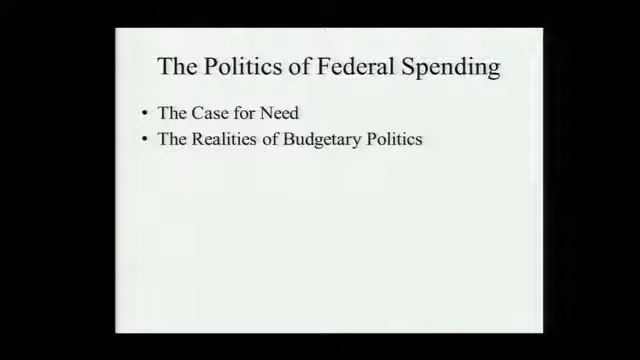 The Politics of Federal Spending
• The Case for Need
• The Realities of Budgetary Politics